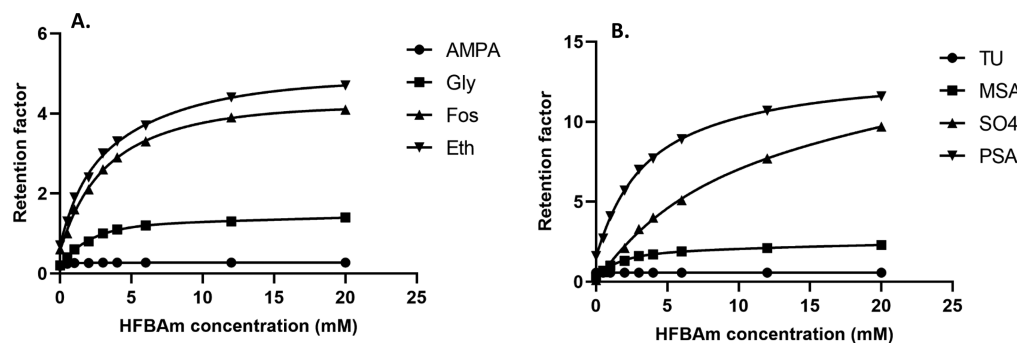 A.
6
4
2
0
0 5 10 15 20 25
Retention factor
HFBAm concentration (mM)
AMPA
Gly
Fos
Eth
B.
15
10
5
0
0 5 10 15 20 25
Retention factor
HFBAm concentration (mM)
TU
MSA
SO4
PSA